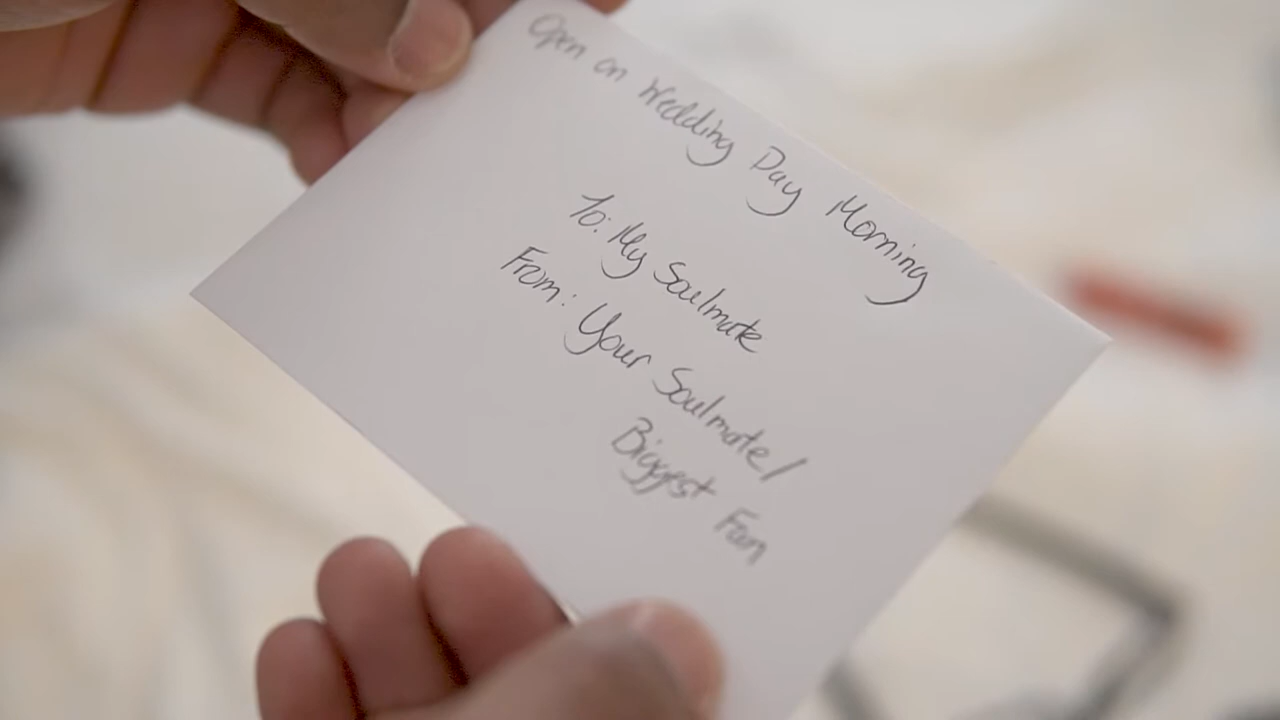 Open on Wedding Day Morning
To: My Soulmate
From: Your Soulmate/
Biggest Fan